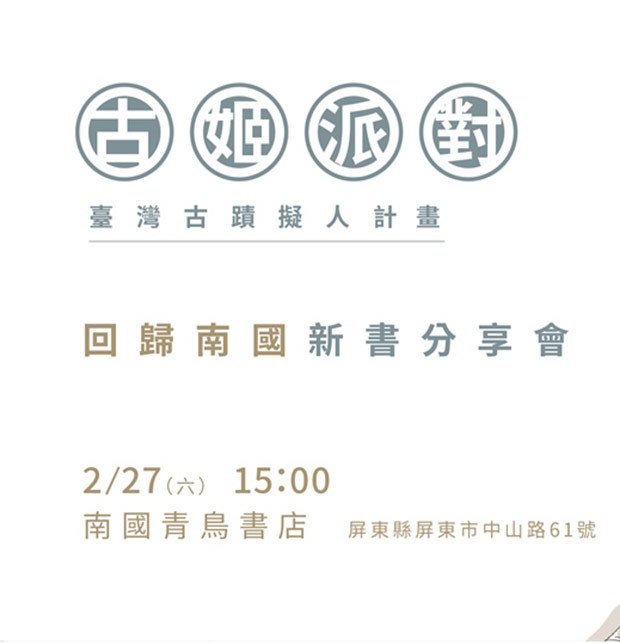 古姬派對
臺灣古蹟擬人計畫
回歸南國新書分享會
2/27(六) 15:00
南國青鳥書店 屏東縣屏東市中山路61號